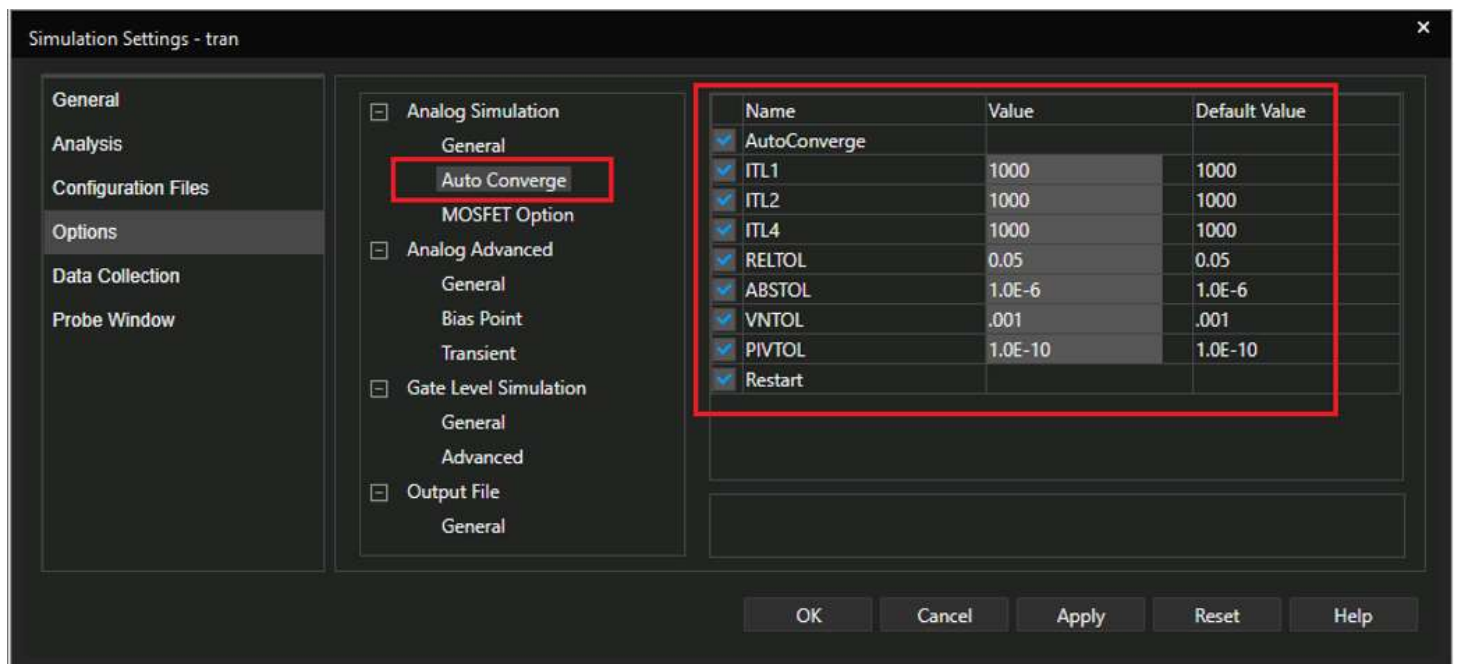 Simulation Settings - tran
×
General
Analysis
Configuration Files
Options
Data Collection
Probe Window
Analog Simulation
General
Auto Converge
MOSFET Option
Analog Advanced
General
Bias Point
Transient
Gate Level Simulation
General
Advanced
Output File
General
Name Value Default Value
AutoConverge
ITL1 1000 1000
ITL2 1000 1000
ITL4 1000 1000
RELTOL 0.05 0.05
ABSTOL 1.0E-6 1.0E-6
VNTOL .001 .001
PIVTOL 1.0E-10 1.0E-10
Restart
OK Cancel Apply Reset Help